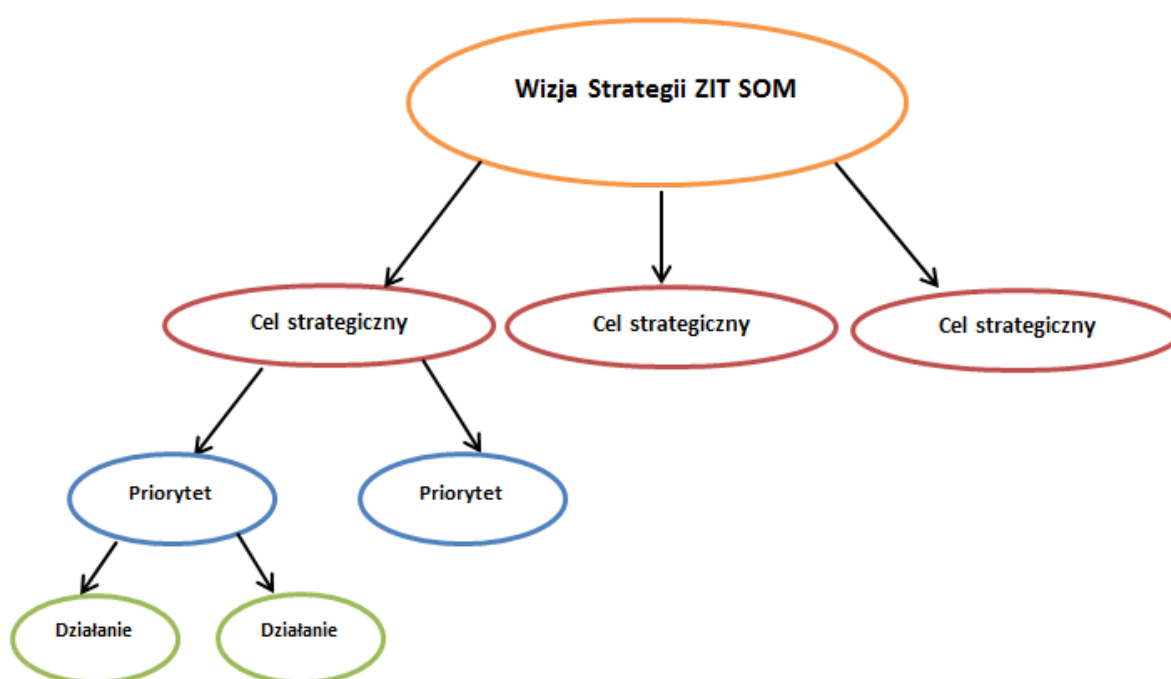 Wizja Strategii ZIT SOM
Cel strategiczny
Cel strategiczny
Cel strategiczny
Priorytet
Priorytet
Działanie
Działanie